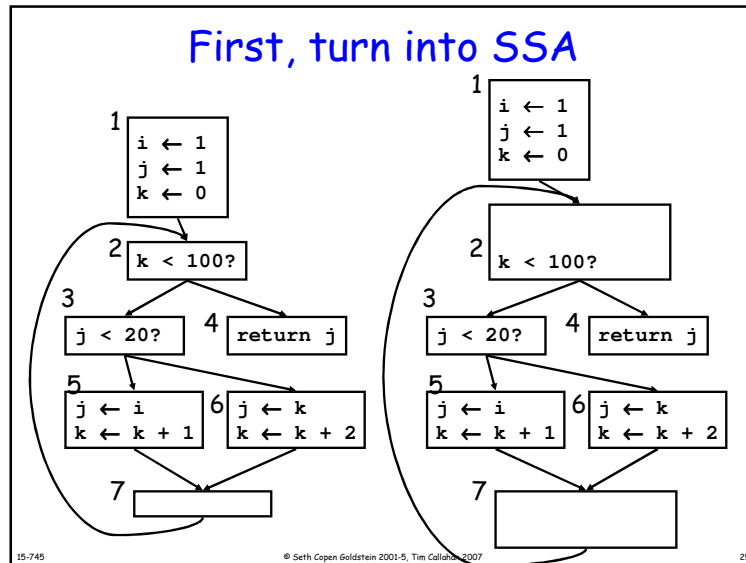 First, turn into SSA
1
i ← 1
j ← 1
k ← 0
2
k < 100?
3
j < 20?
4
return j
5
j ← i
k ← k + 1
6
j ← k
k ← k + 2
7
1
i ← 1
j ← 1
k ← 0
2
k < 100?
3
j < 20?
4
return j
5
j ← i
k ← k + 1
6
j ← k
k ← k + 2
7
15-745
© Seth Copen Goldstein 2001-5, Tim Callahan 2007